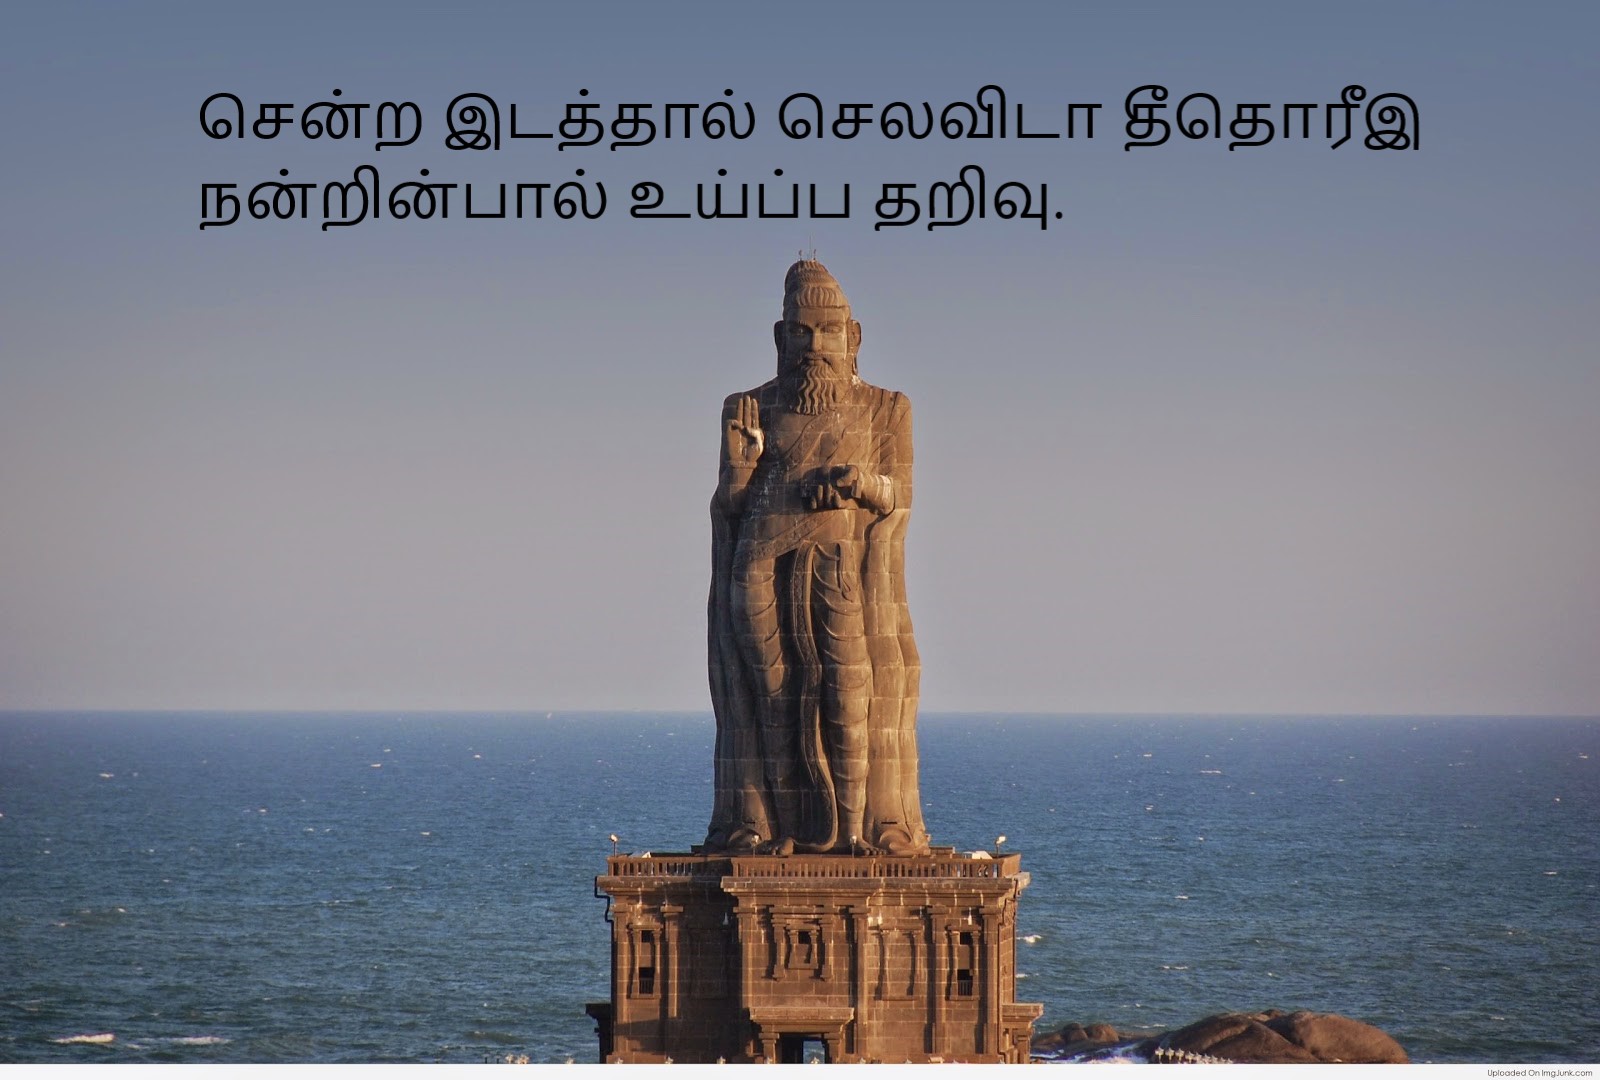 சென்ற இடத்தால் செலவிடா தீதொரீஇ
நன்றின்பால் உய்ப்ப தறிவு.
Uploaded On ImgJunk.com